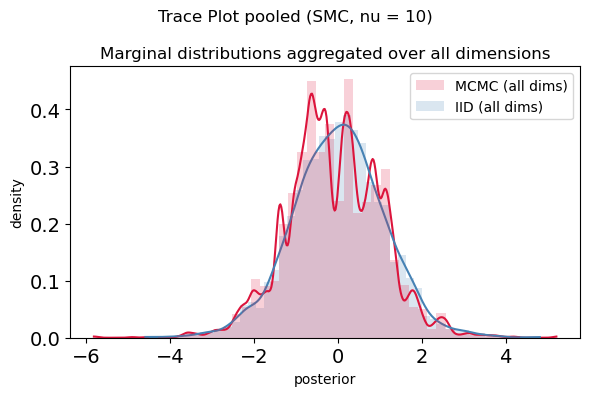 Trace Plot pooled (SMC, nu = 10)
Marginal distributions aggregated over all dimensions
MCMC (all dims)
IID (all dims)
density
0.4
0.3
0.2
0.1
0.0
−6
−4
−2
0
2
4
posterior